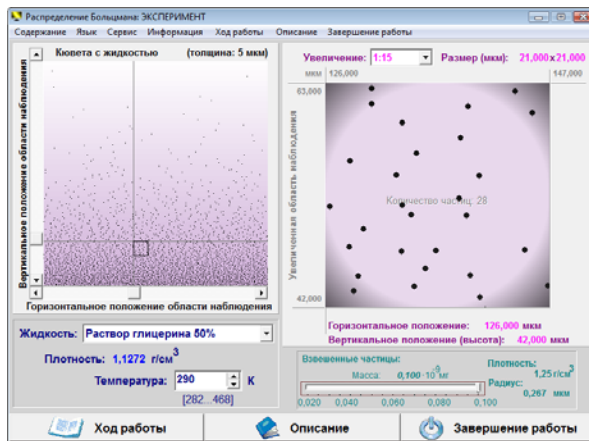 Распределение Больцмана: ЭКСПЕРИМЕНТ
Содержание Язык Сервис Информация Ход работы Описание Завершение работы
Кювета с жидкостью (толщина: 5 мкм)
Вертикальное положение области наблюдения
Горизонтальное положение области наблюдения
Увеличение: 1:15 Размер (мкм): 21,000x21,000
мкм 126,000 147,000
63,000
Увеличенная область наблюдения
Количество частиц: 28
42,000
Горизонтальное положение: 126,000 мкм
Вертикальное положение (высота): 42,000 мкм
Жидкость: Раствор глицерина 50%
Плотность: 1,1272 г/см3
Температура: 290 К
[282...468]
Взвешенные частицы:
Масса: 0,100·10-9 мг
Плотность:
1,25 г/см3
Радиус:
0,267 мкм
0,020 0,040 0,060 0,080 0,100
Ход работы Описание Завершение работы